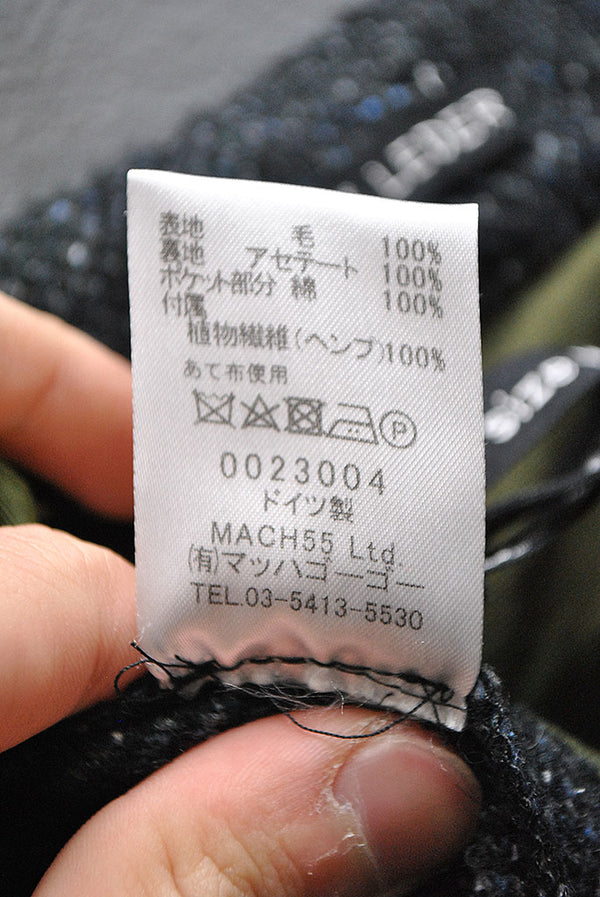 表地 毛 100%
裏地 アセテート 100%
ポケット部分 綿 100%
付属
植物繊維(ヘンプ)100%
あて布使用
P
0023004
ドイツ製
MACH55 Ltd.
(有)マッハゴーゴー
TEL.03-5413-5530
size